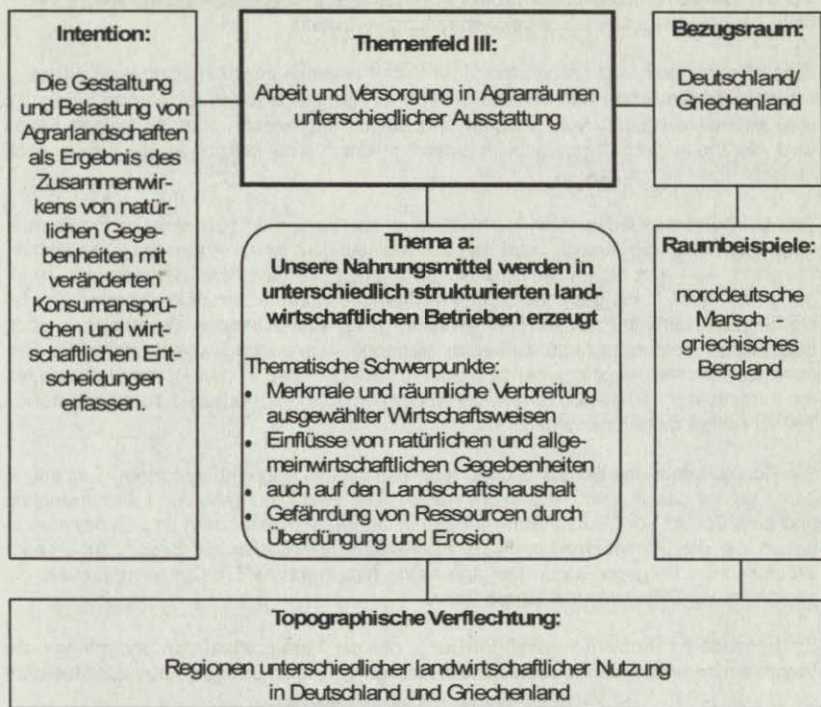 Intention:
Die Gestaltung
und Belastung von
Agrarlandschaften
als Ergebnis des
Zusammenwir-
kens von natür-
lichen Gege-
benheiten mit
veränderten
Konsumansprü-
chen und wirt-
schaftlichen Ent-
scheidungen
erfassen.
Themenfeld III:
Arbeit und Versorgung in Agrarräumen
unterschiedlicher Ausstattung
Bezugsraum:
Deutschland/
Griechenland
Thema a:
Unsere Nahrungsmittel werden in
unterschiedlich strukturierten land-
wirtschaftlichen Betrieben erzeugt
Thematische Schwerpunkte:
• Merkmale und räumliche Verbreitung
ausgewählter Wirtschaftsweisen
• Einflüsse von natürlichen und allge-
meinwirtschaftlichen Gegebenheiten
• auch auf den Landschaftshaushalt
• Gefährdung von Ressourcen durch
Überdüngung und Erosion
Raumbeispiele:
norddeutsche
Marsch -
griechisches
Bergland
Topographische Verflechtung:
Regionen unterschiedlicher landwirtschaftlicher Nutzung
in Deutschland und Griechenland